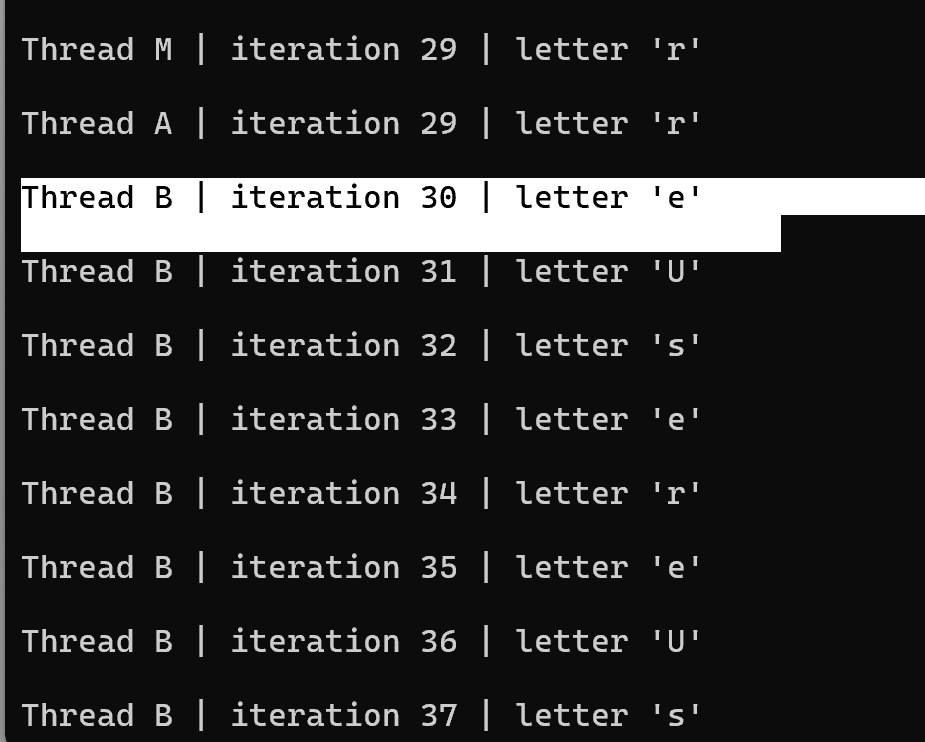 Thread M | iteration 29 | letter 'r'
Thread A | iteration 29 | letter 'r'
Thread B | iteration 30 | letter 'e'
Thread B | iteration 31 | letter 'U'
Thread B | iteration 32 | letter 's'
Thread B | iteration 33 | letter 'e'
Thread B | iteration 34 | letter 'r'
Thread B | iteration 35 | letter 'e'
Thread B | iteration 36 | letter 'U'
Thread B | iteration 37 | letter 's'